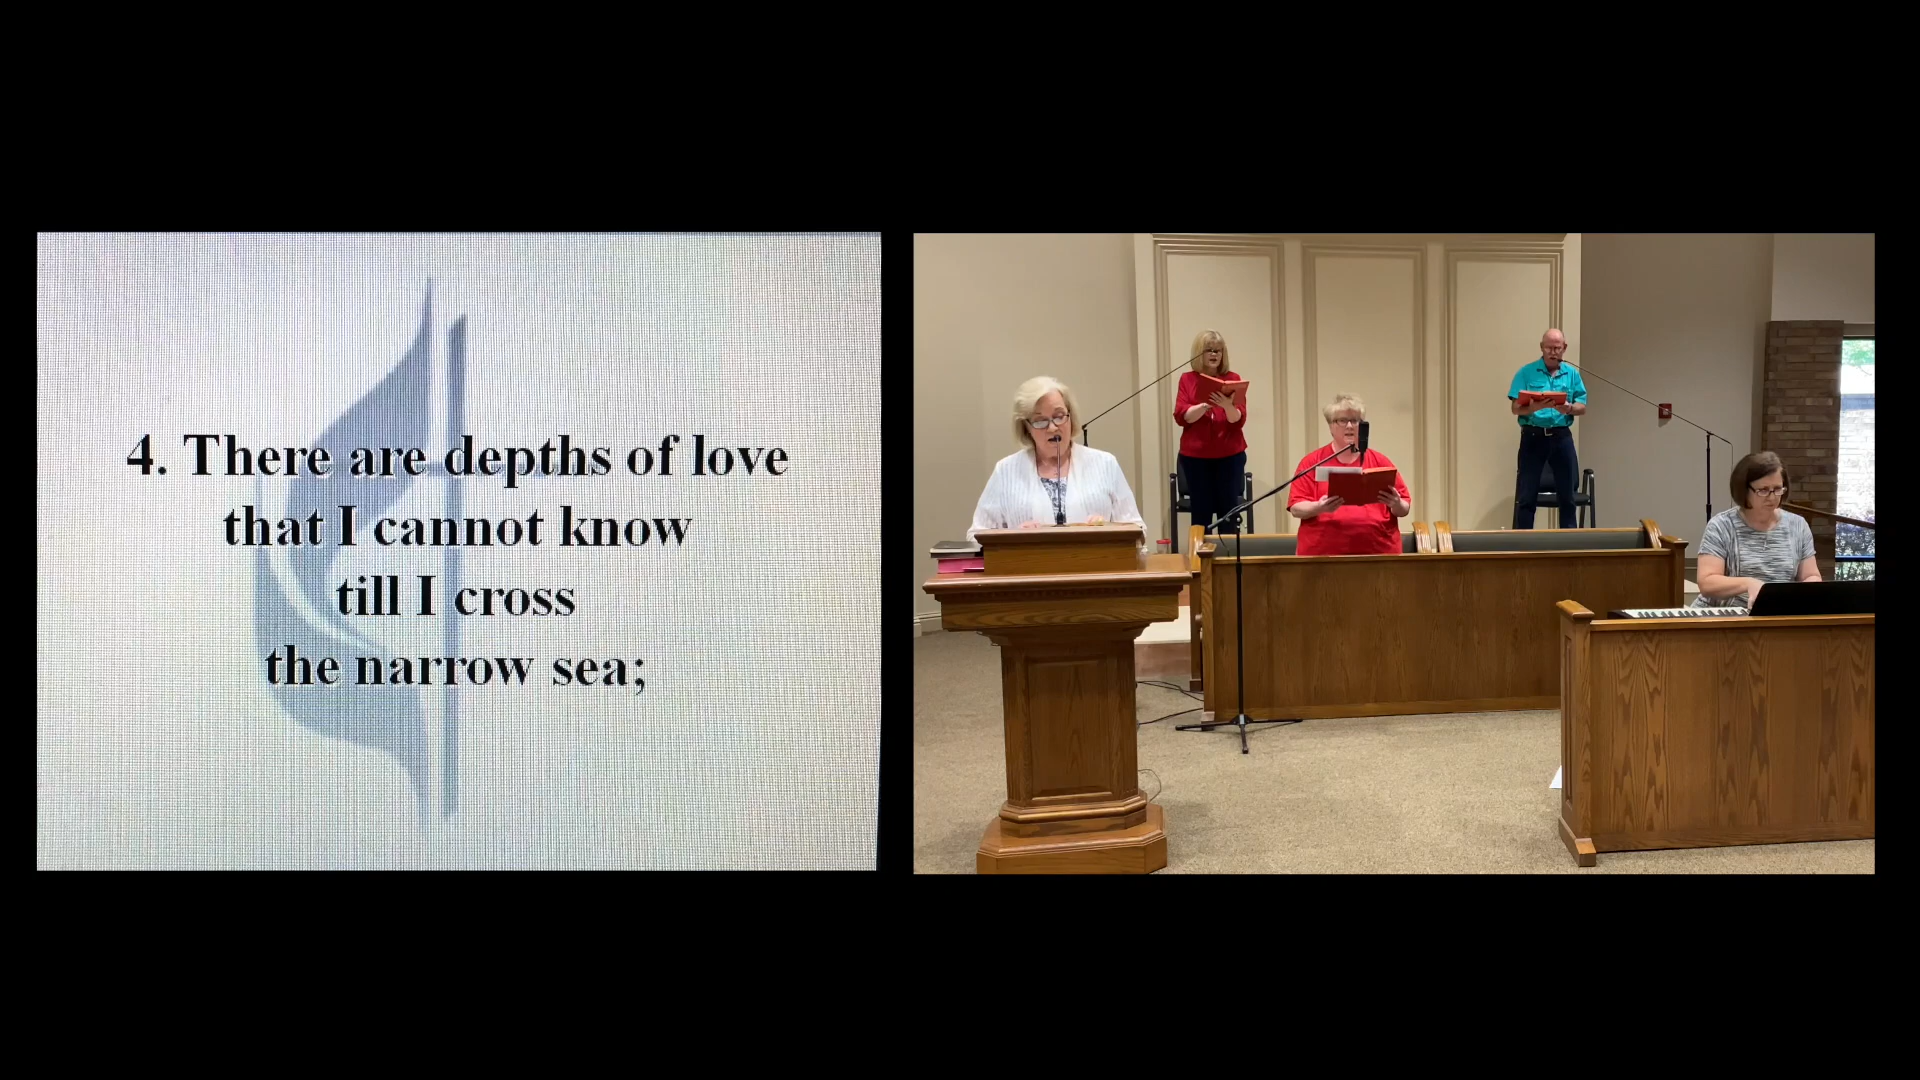 4. There are depths of love
that I cannot know
till I cross
the narrow sea;